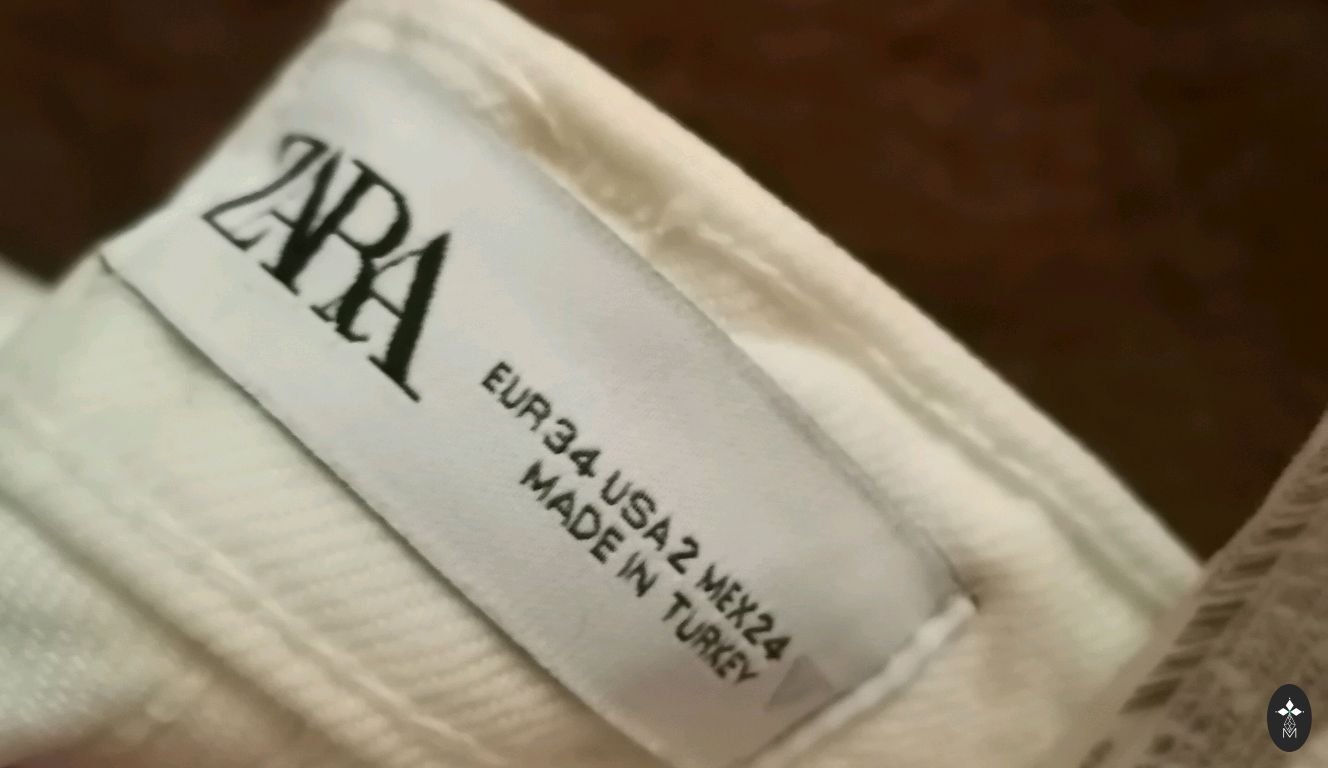 ZARA
EUR 34 USA 2 MEX 24
MADE IN TURKEY
M